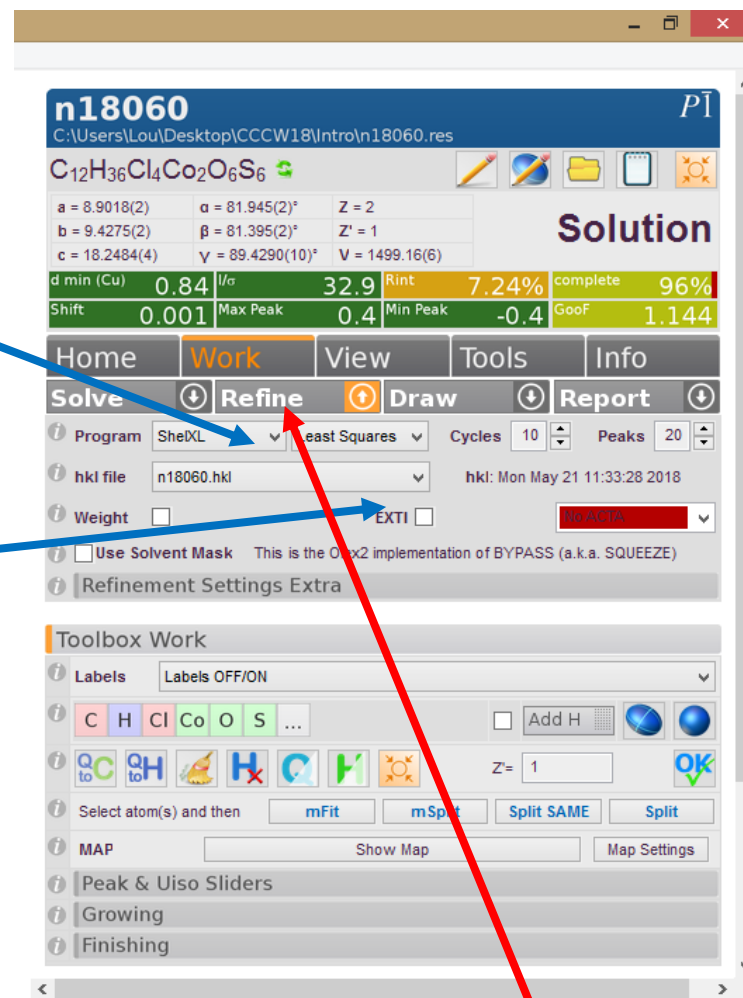 n18060 P1̄
C:\Users\Lou\Desktop\CCCW18\Intro\n18060.res
C₁₂H₃₆Cl₄Co₂O₆S₆
a = 8.9018(2) α = 81.945(2)° Z = 2
b = 9.4275(2) β = 81.395(2)° Z' = 1
c = 18.2484(4) γ = 89.4290(10)° V = 1499.16(6)
Solution
d min (Cu) 0.84 I/σ 32.9 Rint 7.24% complete 96%
Shift 0.001 Max Peak 0.4 Min Peak -0.4 GooF 1.144
Home Work View Tools Info
Solve Refine Draw Report
Program ShelXL Least Squares Cycles 10 Peaks 20
hkl file n18060.hkl hkl: Mon May 21 11:33:28 2018
Weight EXTI No ACTA
Use Solvent Mask This is the Olex2 implementation of BYPASS (a.k.a. SQUEEZE)
Refinement Settings Extra
Toolbox Work
Labels Labels OFF/ON
C H Cl Co O S ... Add H
Q to C Q to H H Z'= 1 OK
Select atom(s) and then mFit mSplit Split SAME Split
MAP Show Map Map Settings
Peak & Uiso Sliders
Growing
Finishing